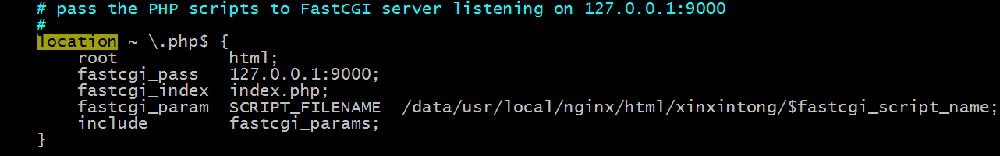 # pass the PHP scripts to FastCGI server listening on 127.0.0.1:9000
#
location ~ \.php$ {
    root           html;
    fastcgi_pass   127.0.0.1:9000;
    fastcgi_index  index.php;
    fastcgi_param  SCRIPT_FILENAME  /data/usr/local/nginx/html/xinxintong/$fastcgi_script_name;
    include        fastcgi_params;
}